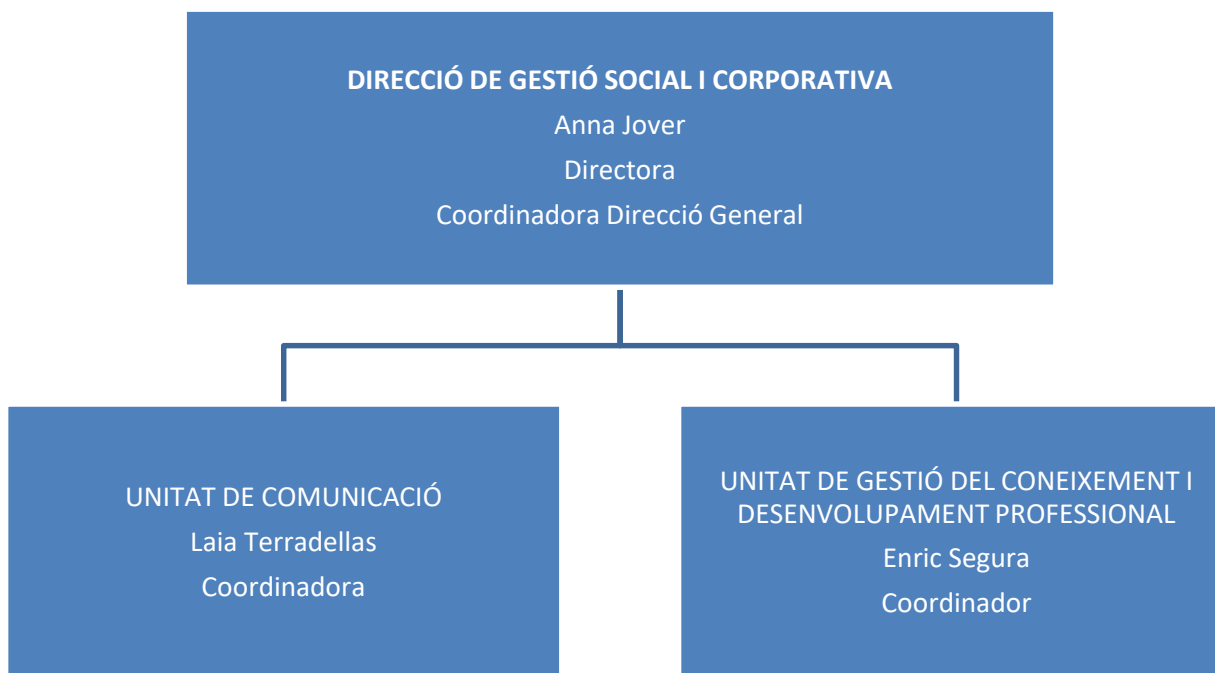 DIRECCIÓ DE GESTIÓ SOCIAL I CORPORATIVA
Anna Jover
Directora
Coordinadora Direcció General
UNITAT DE COMUNICACIÓ
Laia Terradellas
Coordinadora
UNITAT DE GESTIÓ DEL CONEIXEMENT I
DESENVOLUPAMENT PROFESSIONAL
Enric Segura
Coordinador